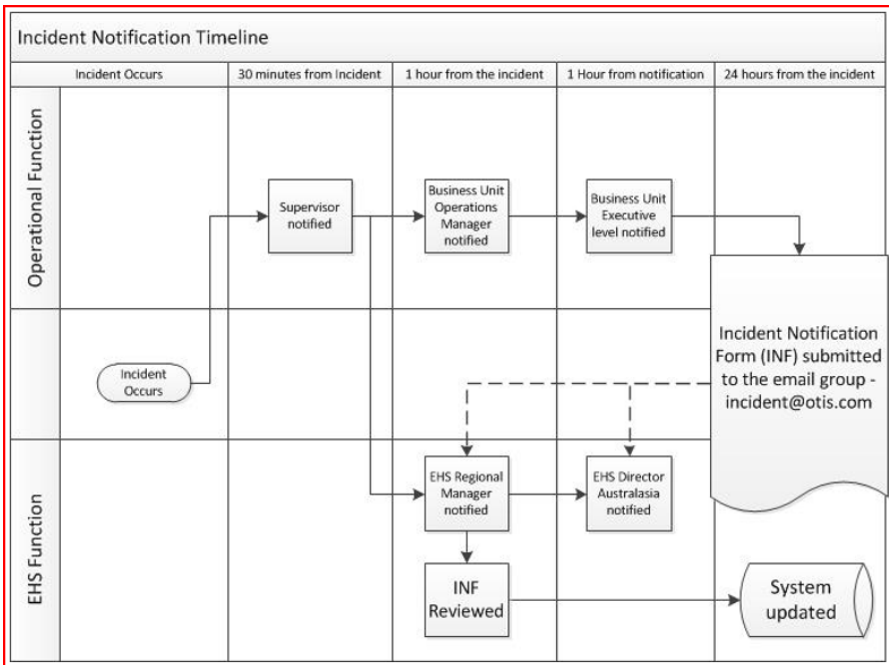 Incident Notification Timeline
Incident Occurs
30 minutes from Incident
1 hour from the incident
1 Hour from notification
24 hours from the incident
Operational Function
Supervisor
notified
Business Unit
Operations
Manager
notified
Business Unit
Executive
level notified
Incident Notification
Form (INF) submitted
to the email group -
incident@otis.com
Incident
Occurs
EHS Function
EHS Regional
Manager
notified
EHS Director
Australasia
notified
INF
Reviewed
System
updated